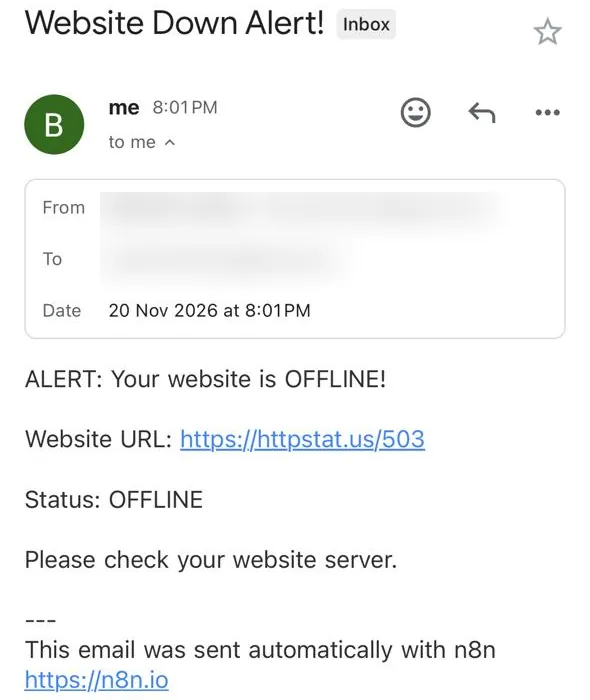 Website Down Alert! Inbox
B
me 8:01 PM
to me
From
To
Date 20 Nov 2026 at 8:01 PM
ALERT: Your website is OFFLINE!
Website URL: https://httpstat.us/503
Status: OFFLINE
Please check your website server.
---
This email was sent automatically with n8n
https://n8n.io